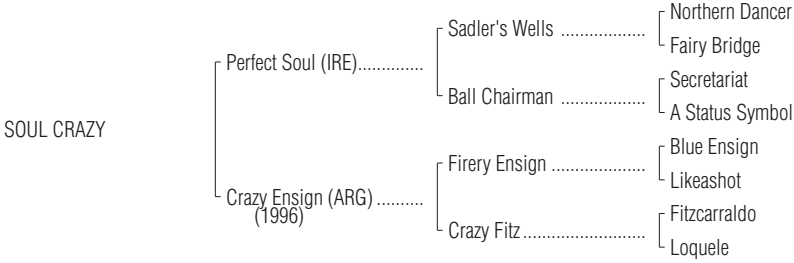 Northern Dancer
Sadler's Wells ..................
Fairy Bridge
Perfect Soul (IRE)..............
Secretariat
Ball Chairman ..................
A Status Symbol
SOUL CRAZY
Blue Ensign
Firery Ensign ....................
Likeashot
Crazy Ensign (ARG) ..........
(1996)
Fitzcarraldo
Crazy Fitz..........................
Loquele